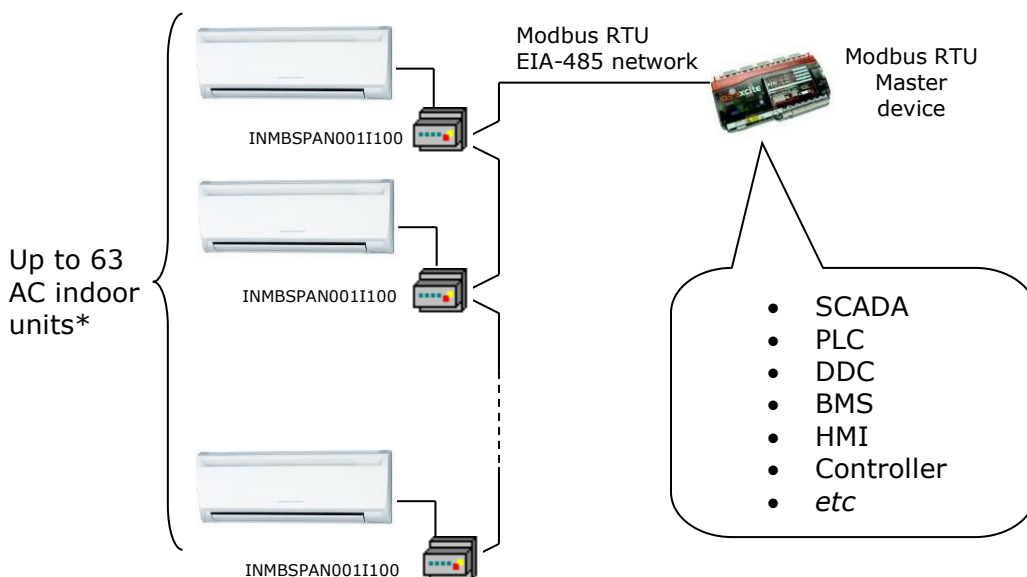 Modbus RTU
EIA-485 network
Modbus RTU
Master
device
INMBSPAN001I100
INMBSPAN001I100
Up to 63
AC indoor
units*
INMBSPAN001I100
• SCADA
• PLC
• DDC
• BMS
• HMI
• Controller
• etc